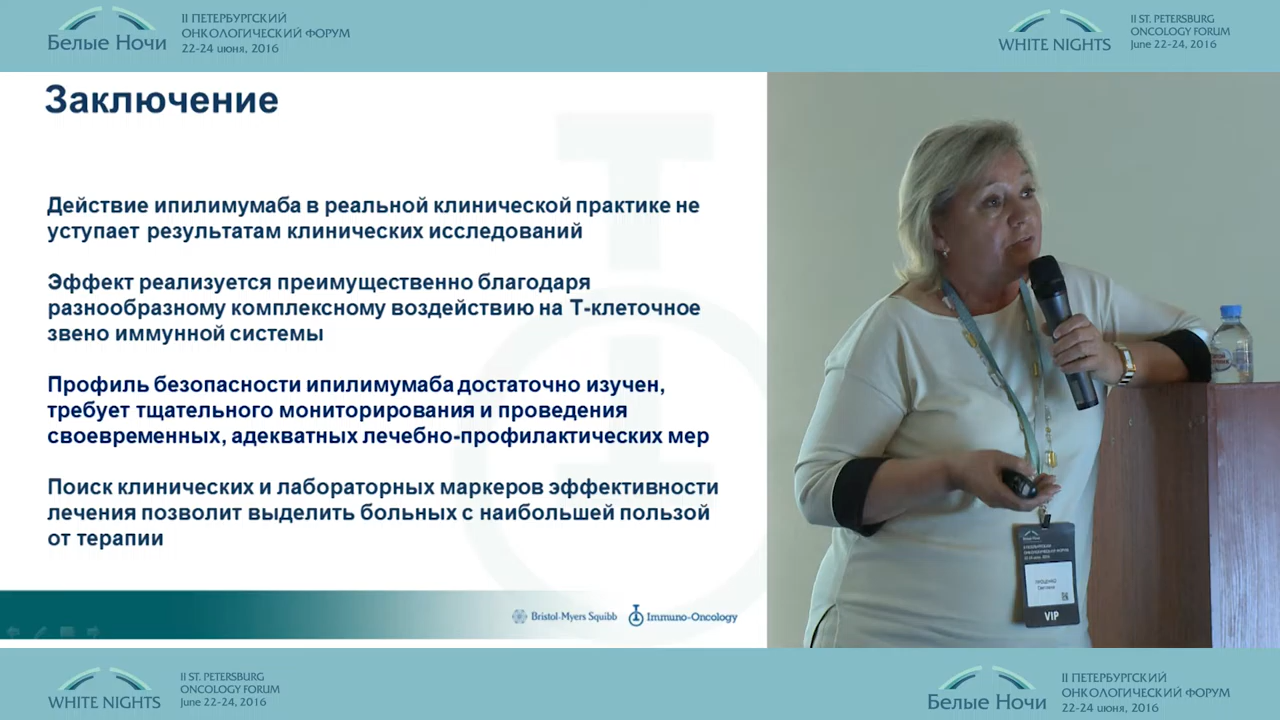 II ПЕТЕРБУРГСКИЙ
ОНКОЛОГИЧЕСКИЙ ФОРУМ
Белые Ночи
22-24 июня, 2016
II ST. PETERSBURG
ONCOLOGY FORUM
WHITE NIGHTS
June 22-24, 2016
Заключение
Действие ипилимумаба в реальной клинической практике не
уступает результатам клинических исследований
Эффект реализуется преимущественно благодаря
разнообразному комплексному воздействию на Т-клеточное
звено иммунной системы
Профиль безопасности ипилимумаба достаточно изучен,
требует тщательного мониторирования и проведения
своевременных, адекватных лечебно-профилактических мер
Поиск клинических и лабораторных маркеров эффективности
лечения позволит выделить больных с наибольшей пользой
от терапии
Bristol-Myers Squibb
Immuno-Oncology
ПРОЦЕНКО
Светлана
VIP
II ST. PETERSBURG
ONCOLOGY FORUM
WHITE NIGHTS
June 22-24, 2016
II ПЕТЕРБУРГСКИЙ
ОНКОЛОГИЧЕСКИЙ ФОРУМ
Белые Ночи
22-24 июня, 2016